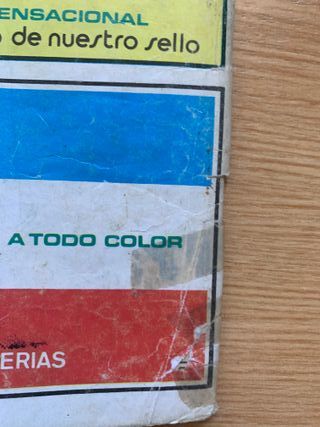 ENSACIONAL
de nuestro sello
A TODO COLOR
ERIAS